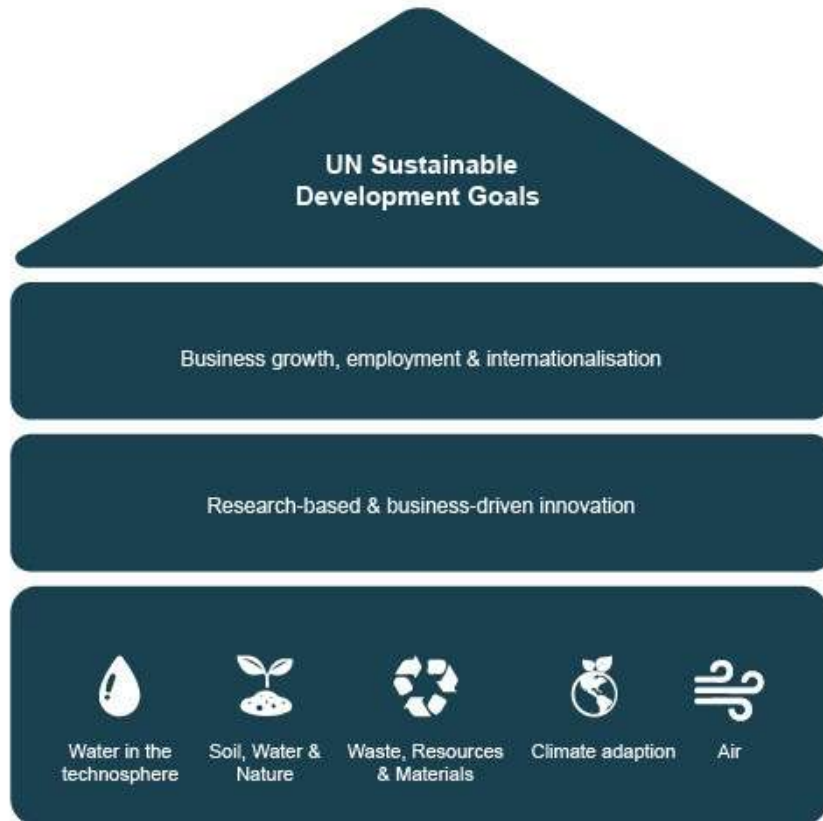 UN Sustainable
Development Goals
Business growth, employment & internationalisation
Research-based & business-driven innovation
Water in the
technosphere
Soil, Water &
Nature
Waste, Resources
& Materials
Climate adaption
Air